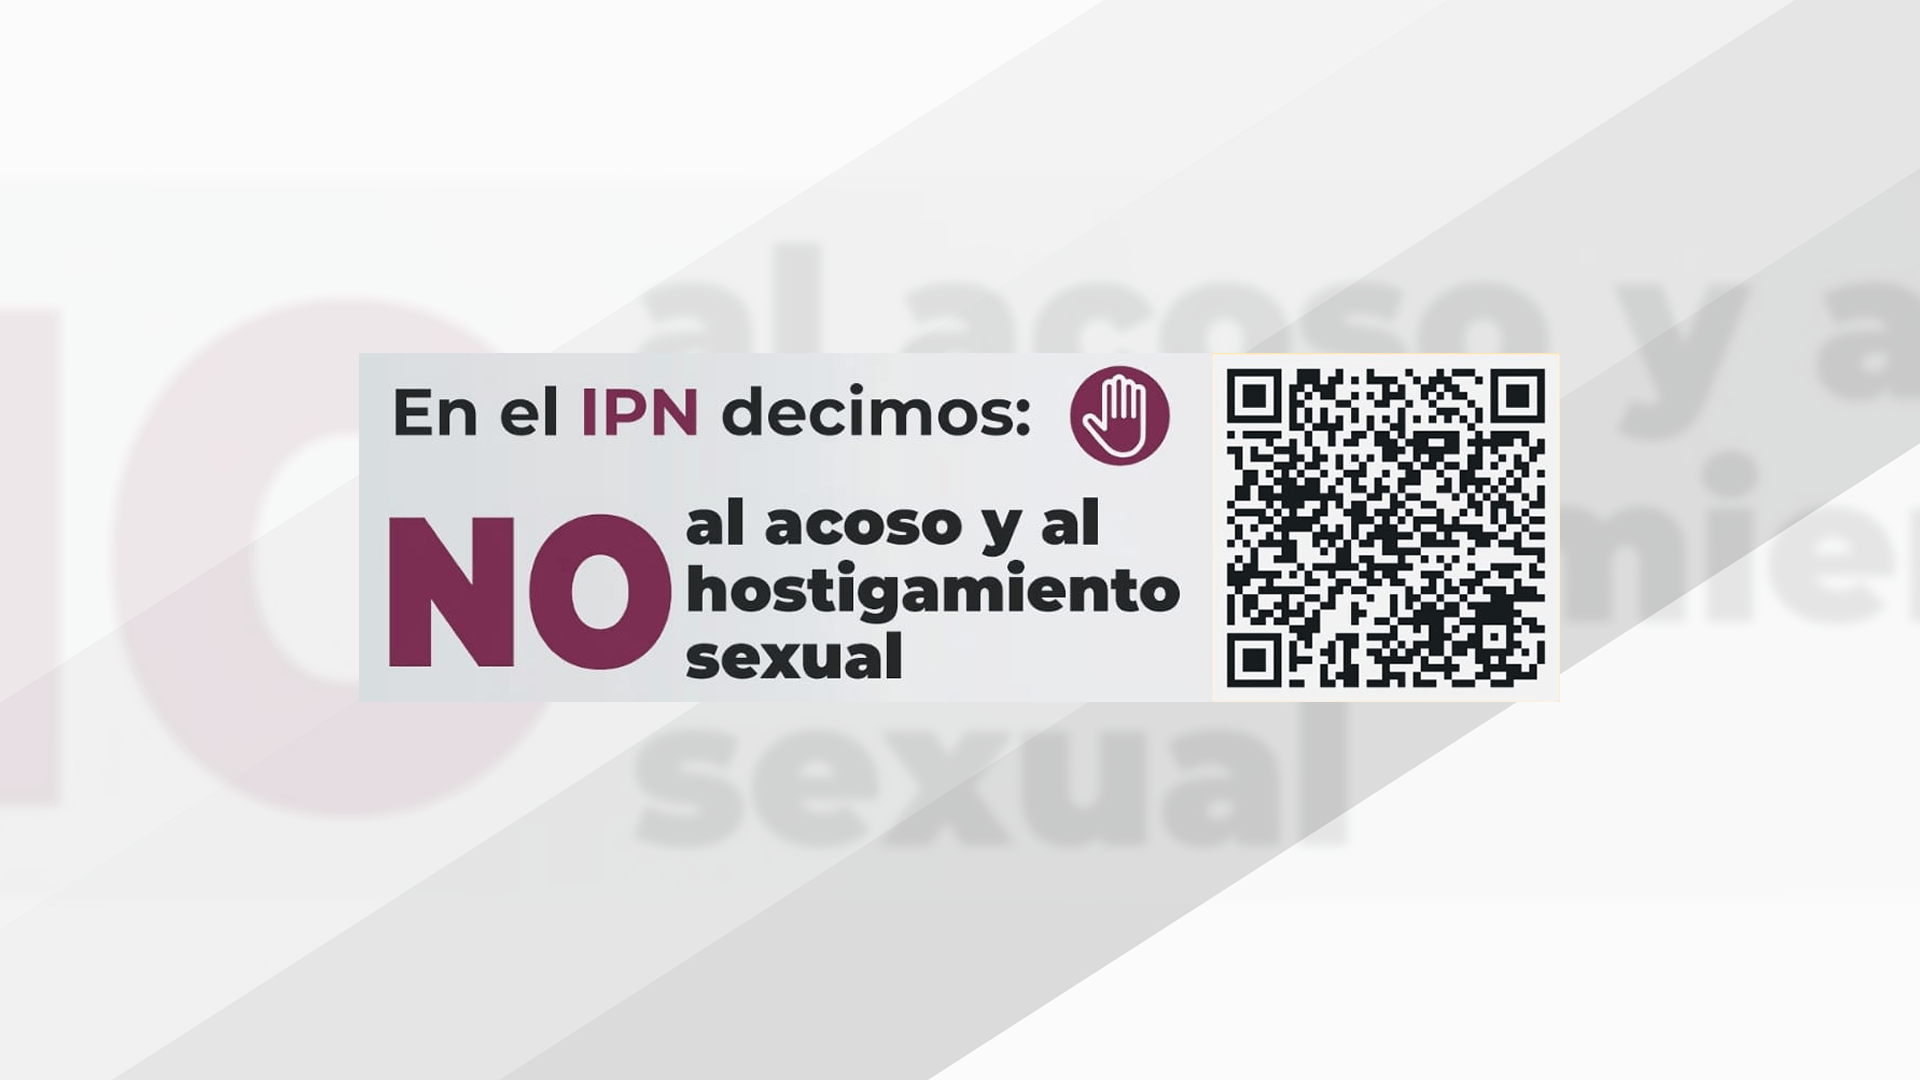 En el IPN decimos:
NO al acoso y al
hostigamiento
sexual